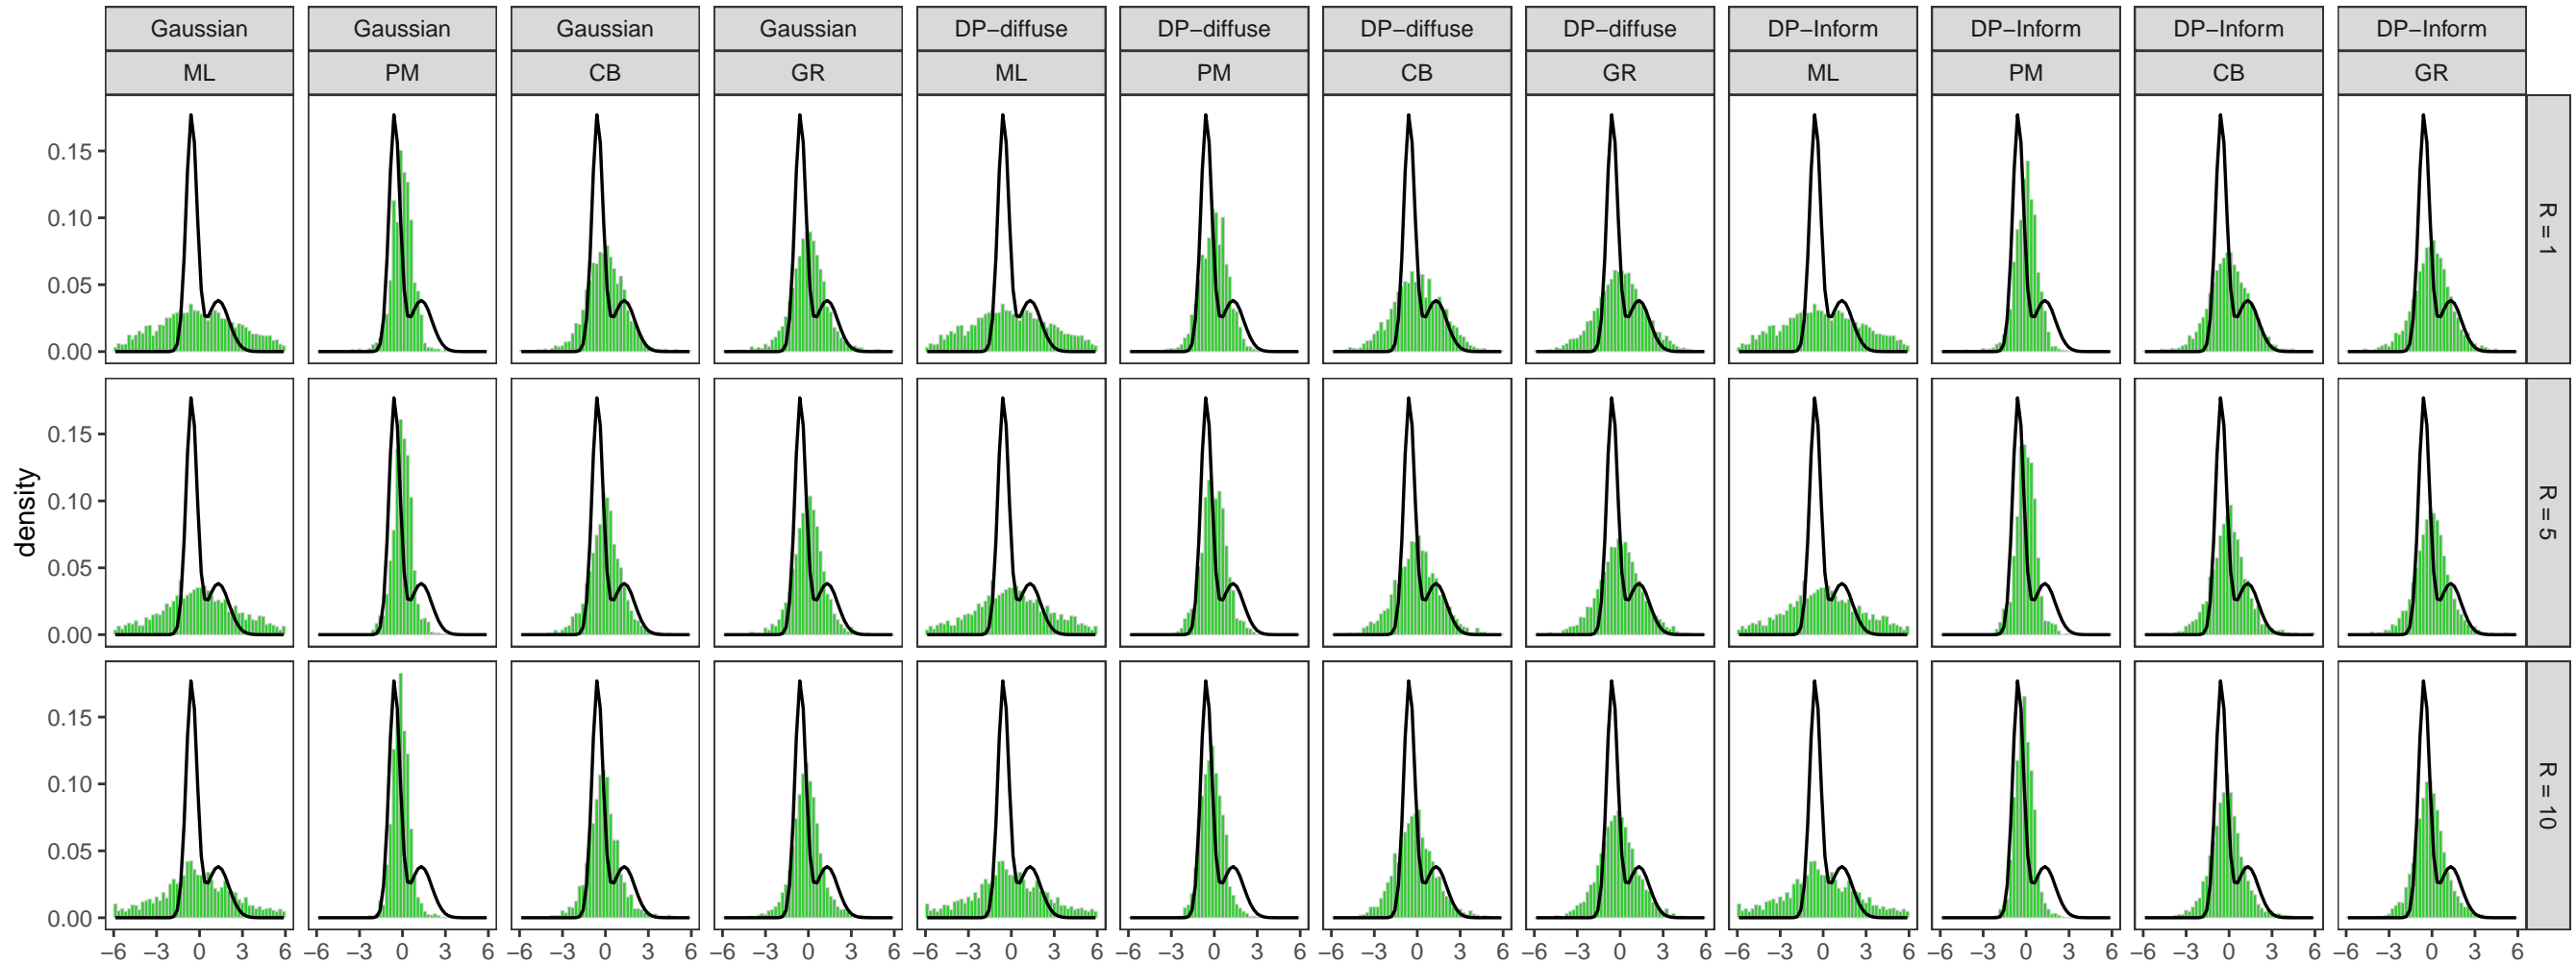 Gaussian Gaussian Gaussian Gaussian DP−diffuse DP−diffuse DP−diffuse DP−diffuse DP−Inform DP−Inform DP−Inform DP−Inform
ML PM CB GR ML PM CB GR ML PM CB GR
0.15
0.10
0.05
0.00
R = 1
0.15
0.10
0.05
0.00
R = 5
density
0.15
0.10
0.05
0.00
R = 10
−6 −3 0 3 6 −6 −3 0 3 6 −6 −3 0 3 6 −6 −3 0 3 6 −6 −3 0 3 6 −6 −3 0 3 6 −6 −3 0 3 6 −6 −3 0 3 6 −6 −3 0 3 6 −6 −3 0 3 6 −6 −3 0 3 6 −6 −3 0 3 6